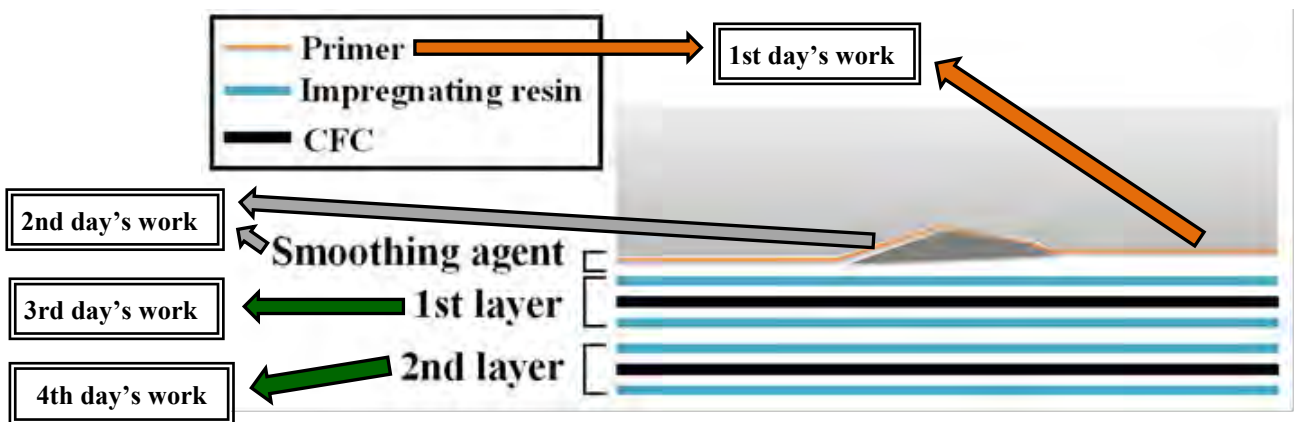 Primer
Impregnating resin
CFC
1st day’s work
2nd day’s work
Smoothing agent
3rd day’s work
1st layer
4th day’s work
2nd layer